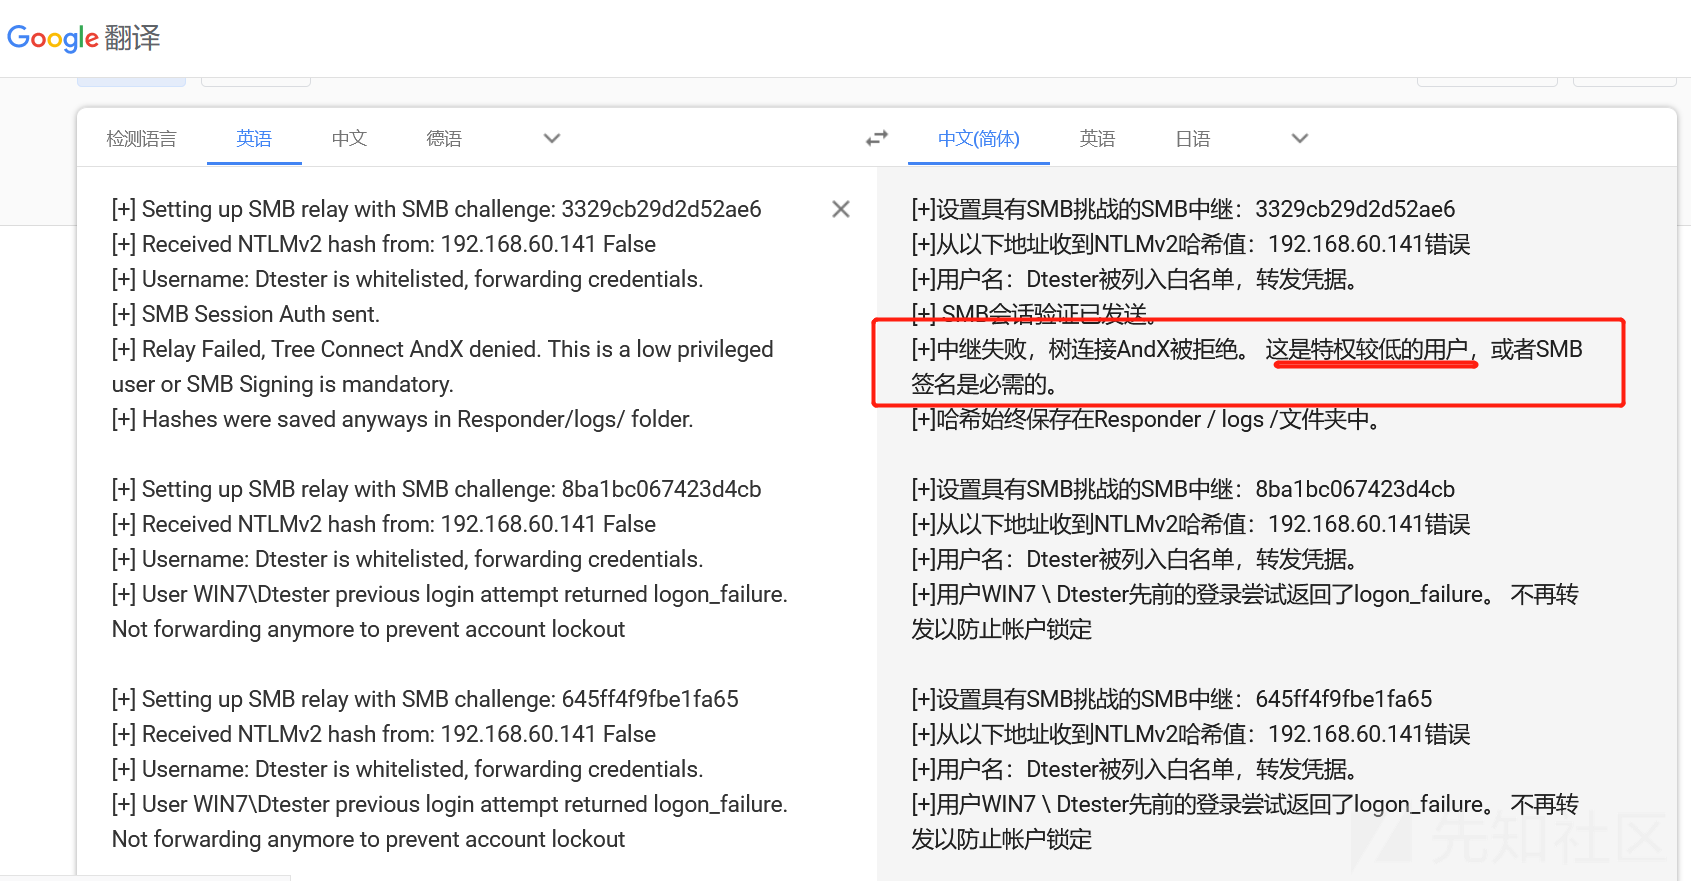 Google 翻译
检测语言 英语 中文 德语 中文(简体) 英语 日语
[+] Setting up SMB relay with SMB challenge: 3329cb29d2d52ae6
[+] Received NTLMv2 hash from: 192.168.60.141 False
[+] Username: Dtester is whitelisted, forwarding credentials.
[+] SMB Session Auth sent.
[+] Relay Failed, Tree Connect AndX denied. This is a low privileged
user or SMB Signing is mandatory.
[+] Hashes were saved anyways in Responder/logs/ folder.
[+] Setting up SMB relay with SMB challenge: 8ba1bc067423d4cb
[+] Received NTLMv2 hash from: 192.168.60.141 False
[+] Username: Dtester is whitelisted, forwarding credentials.
[+] User WIN7\Dtester previous login attempt returned logon_failure.
Not forwarding anymore to prevent account lockout
[+] Setting up SMB relay with SMB challenge: 645ff4f9fbe1fa65
[+] Received NTLMv2 hash from: 192.168.60.141 False
[+] Username: Dtester is whitelisted, forwarding credentials.
[+] User WIN7\Dtester previous login attempt returned logon_failure.
Not forwarding anymore to prevent account lockout
[+]设置具有SMB挑战的SMB中继：3329cb29d2d52ae6
[+]从以下地址收到NTLMv2哈希值：192.168.60.141错误
[+]用户名：Dtester被列入白名单，转发凭据。
[+] SMB会话验证已发送。
[+]中继失败，树连接AndX被拒绝。 这是特权较低的用户，或者SMB
签名是必需的。
[+]哈希始终保存在Responder / logs /文件夹中。
[+]设置具有SMB挑战的SMB中继：8ba1bc067423d4cb
[+]从以下地址收到NTLMv2哈希值：192.168.60.141错误
[+]用户名：Dtester被列入白名单，转发凭据。
[+]用户WIN7 \ Dtester先前的登录尝试返回了logon_failure。 不再转
发以防止帐户锁定
[+]设置具有SMB挑战的SMB中继：645ff4f9fbe1fa65
[+]从以下地址收到NTLMv2哈希值：192.168.60.141错误
[+]用户名：Dtester被列入白名单，转发凭据。
[+]用户WIN7 \ Dtester先前的登录尝试返回了logon_failure。 不再转
发以防止帐户锁定
先知社区